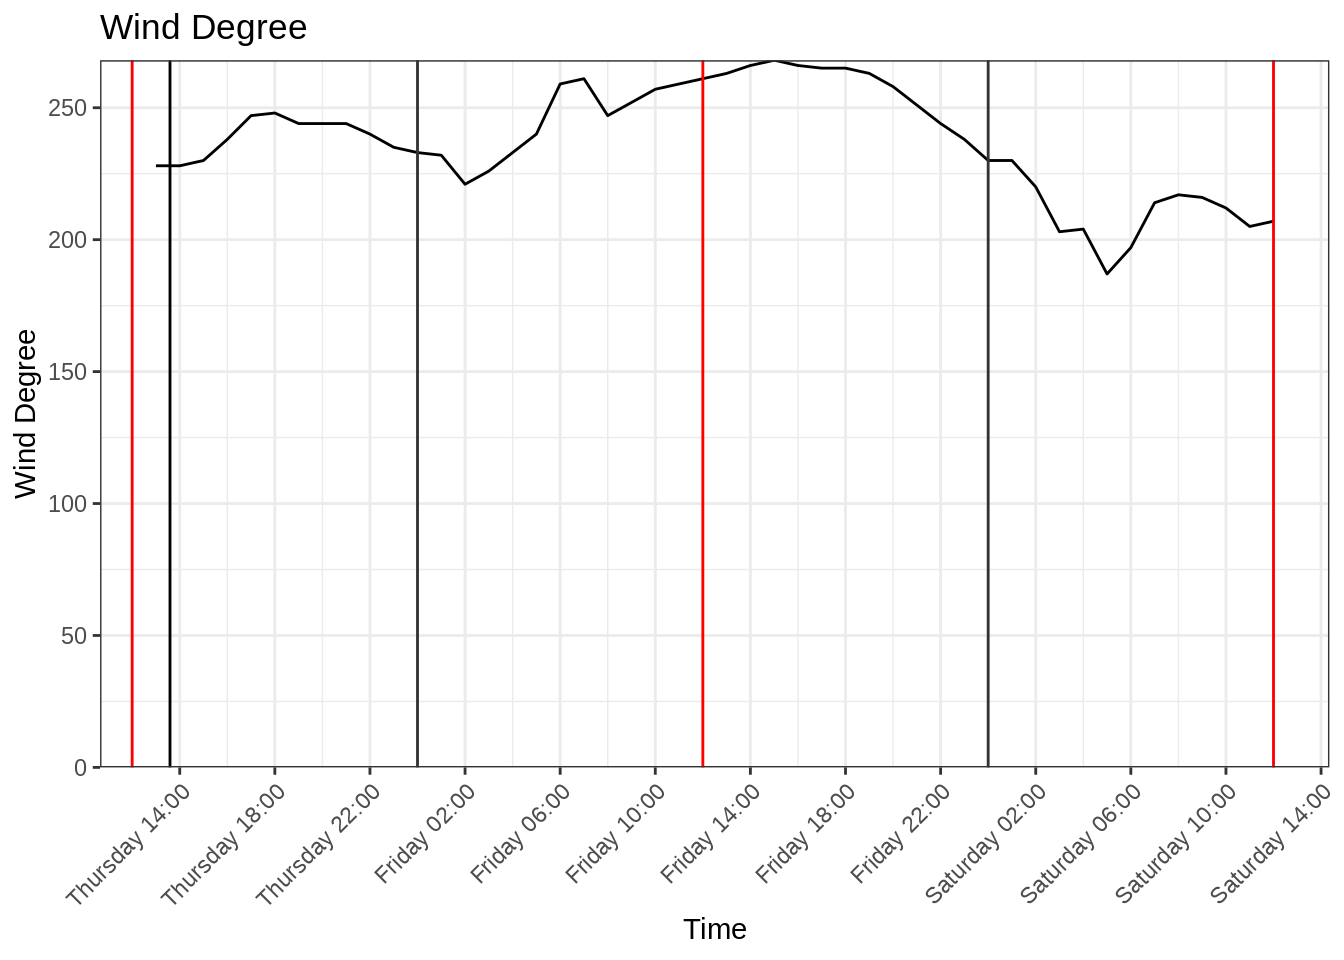 Wind Degree
Wind Degree
250
200
150
100
50
0
Thursday 14:00
Thursday 18:00
Thursday 22:00
Friday 02:00
Friday 06:00
Friday 10:00
Friday 14:00
Friday 18:00
Friday 22:00
Saturday 02:00
Saturday 06:00
Saturday 10:00
Saturday 14:00
Time